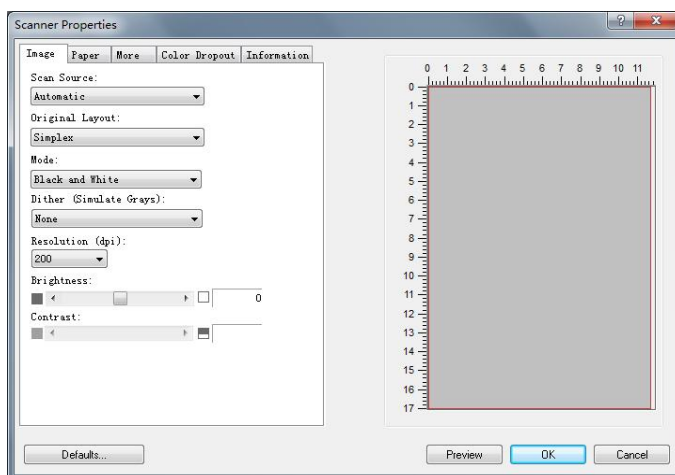 Scanner Properties
Image Paper More Color Dropout Information
Scan Source:
Automatic
Original Layout:
Simplex
Mode:
Black and White
Dither (Simulate Grays):
None
Resolution (dpi):
200
Brightness:
0
Contrast:
0 1 2 3 4 5 6 7 8 9 10 11
0
1
2
3
4
5
6
7
8
9
10
11
12
13
14
15
16
17
Defaults... Preview OK Cancel